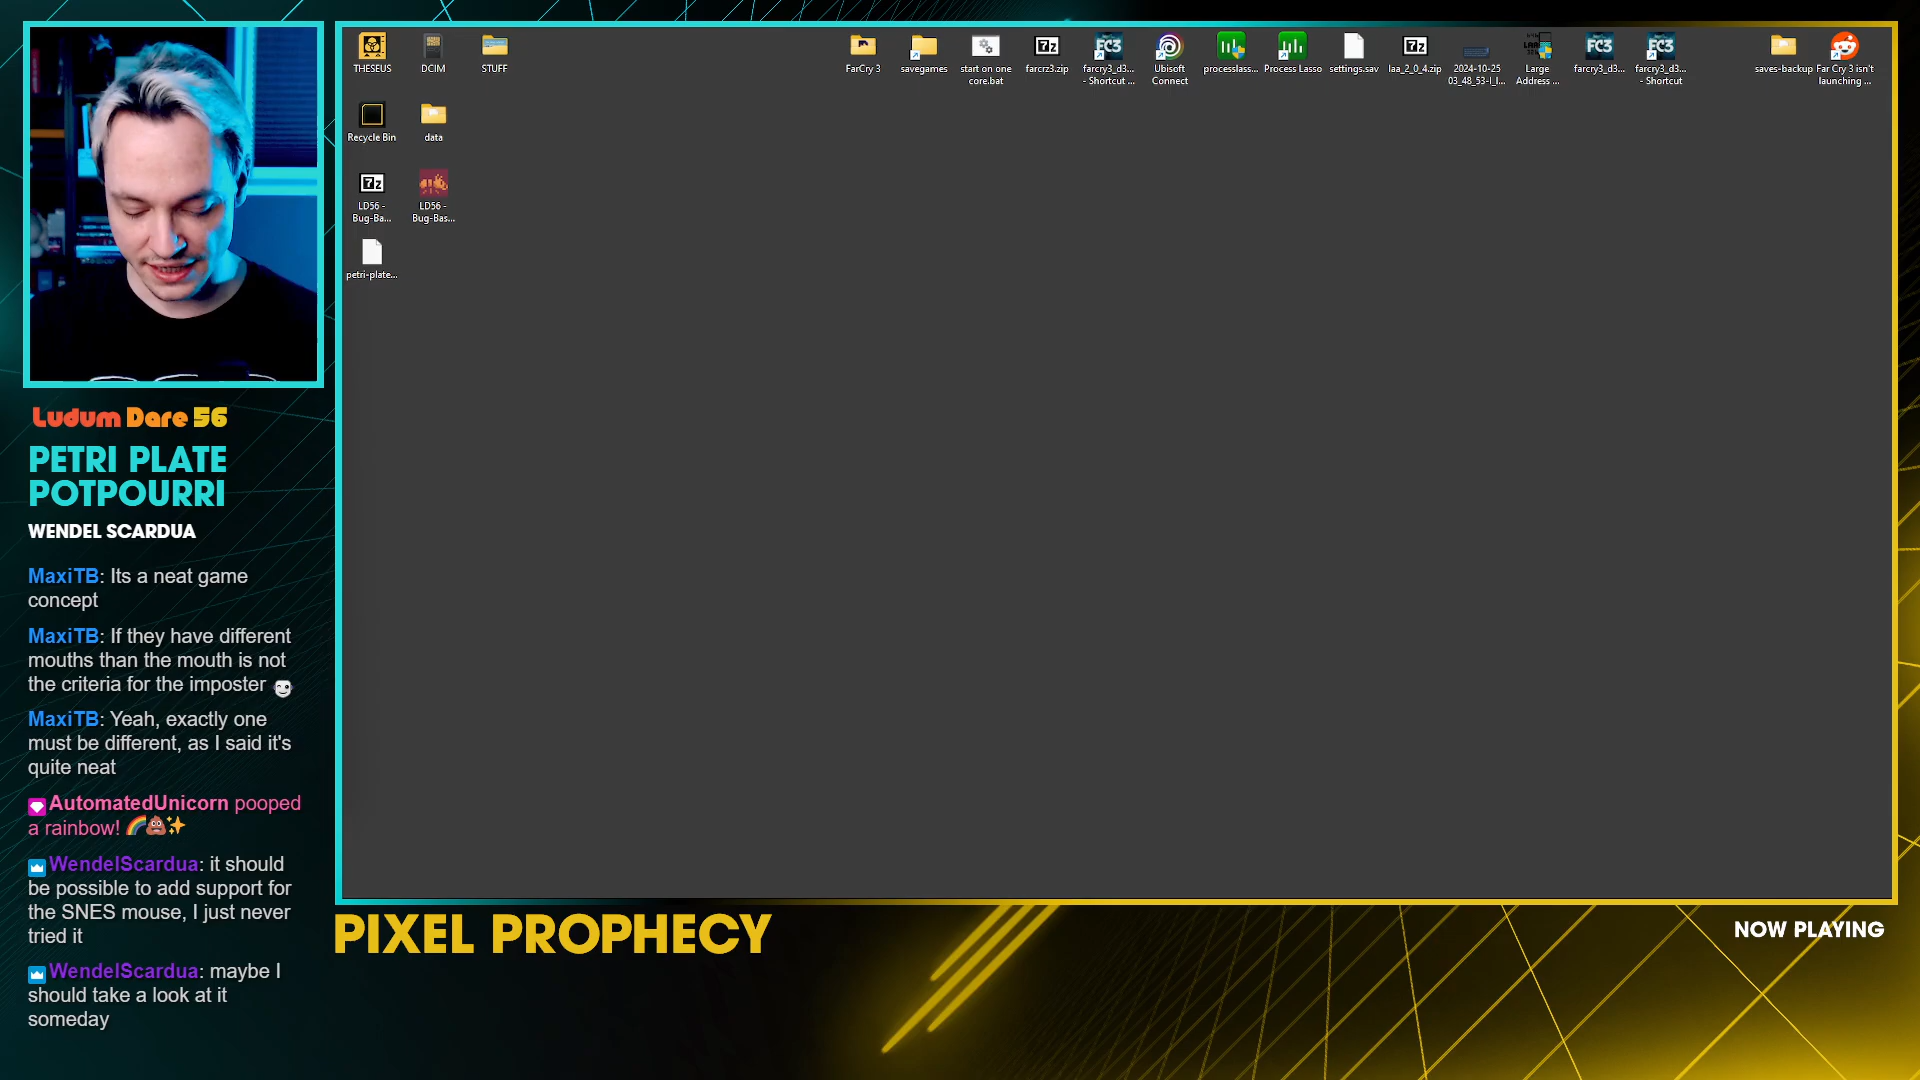 THESEUS
DCIM
STUFF
FarCry 3
savegames
start on one
core.bat
farcrz3.zip
farcry3_d3...
- Shortcut ...
Ubisoft
Connect
processlass...
Process Lasso
settings.sav
laa_2_0_4.zip
2024-10-25
03_48_53-I_I...
Large
Address ...
farcry3_d3...
farcry3_d3...
- Shortcut
saves-backup
Far Cry 3 isn't
launching ...
Recycle Bin
data
LD56 -
Bug-Ba...
LD56 -
Bug-Bas...
petri-plate...
Ludum Dare 56
PETRI PLATE
POTPOURRI
WENDEL SCARDUA
MaxiTB: Its a neat game
concept
MaxiTB: If they have different
mouths than the mouth is not
the criteria for the imposter
MaxiTB: Yeah, exactly one
must be different, as I said it's
quite neat
AutomatedUnicorn pooped
a rainbow! 🌈💩✨
WendelScardua: it should
be possible to add support for
the SNES mouse, I just never
tried it
WendelScardua: maybe I
should take a look at it
someday
PIXEL PROPHECY
NOW PLAYING